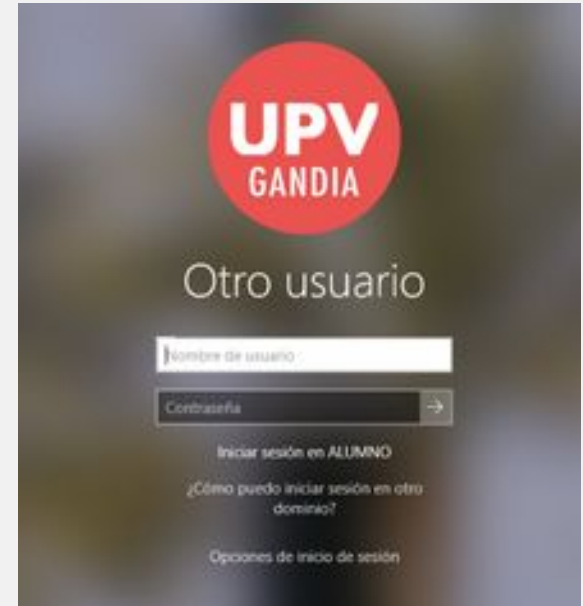 UPV
GANDIA
Otro usuario
Nombre de usuario
Contraseña
Iniciar sesión en ALUMNO
¿Cómo puedo iniciar sesión en otro
dominio?
Opciones de inicio de sesión